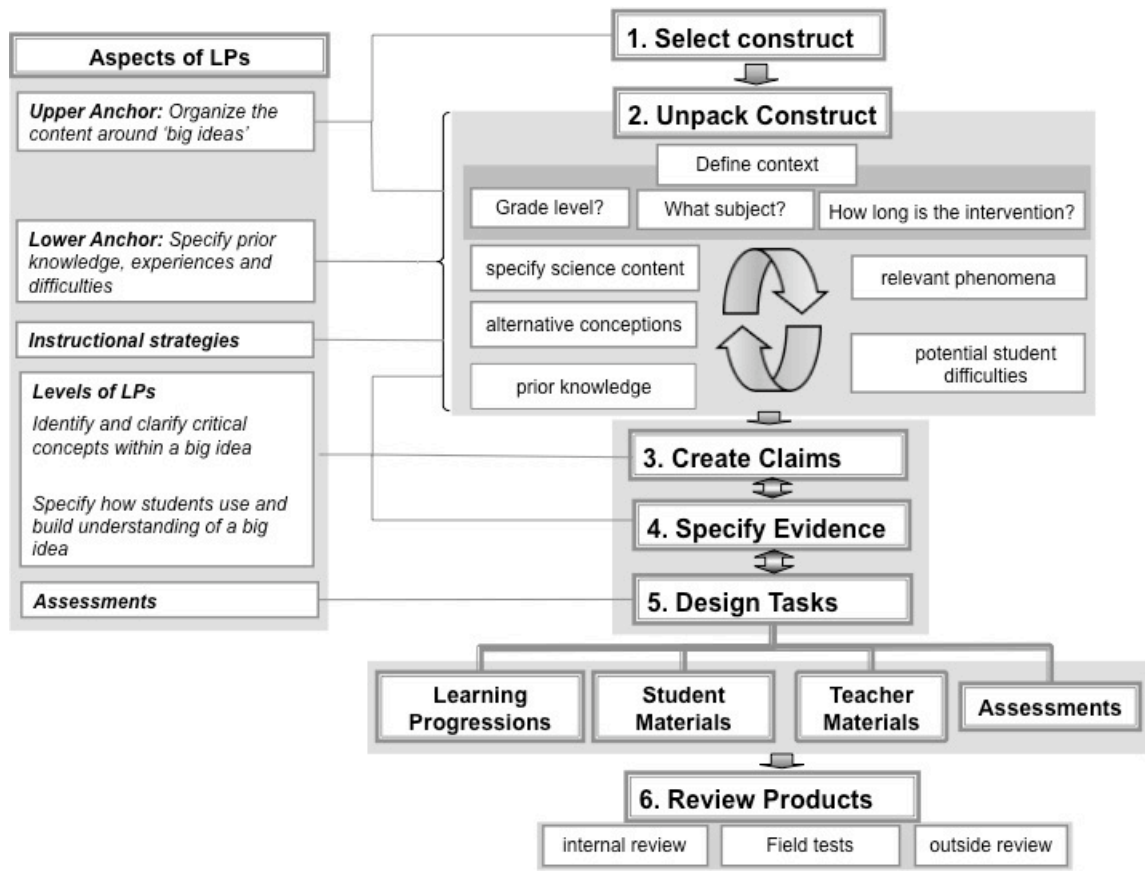 Aspects of LPs
Upper Anchor: Organize the
content around ‘big ideas’
Lower Anchor: Specify prior
knowledge, experiences and
difficulties
Instructional strategies
Levels of LPs
Identify and clarify critical
concepts within a big idea
Specify how students use and
build understanding of a big
idea
Assessments
1. Select construct
2. Unpack Construct
Define context
Grade level?
What subject?
How long is the intervention?
specify science content
alternative conceptions
prior knowledge
relevant phenomena
potential student
difficulties
3. Create Claims
4. Specify Evidence
5. Design Tasks
Learning
Progressions
Student
Materials
Teacher
Materials
Assessments
6. Review Products
internal review
Field tests
outside review